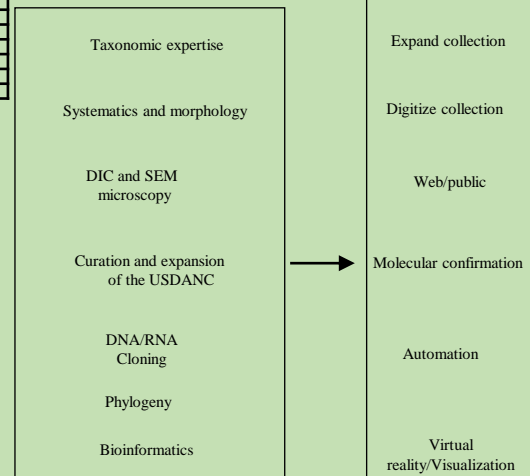 Taxonomic expertise
Systematics and morphology
DIC and SEM
microscopy
Curation and expansion
of the USDANC
DNA/RNA
Cloning
Phylogeny
Bioinformatics
Expand collection
Digitize collection
Web/public
Molecular confirmation
Automation
Virtual
reality/Visualization